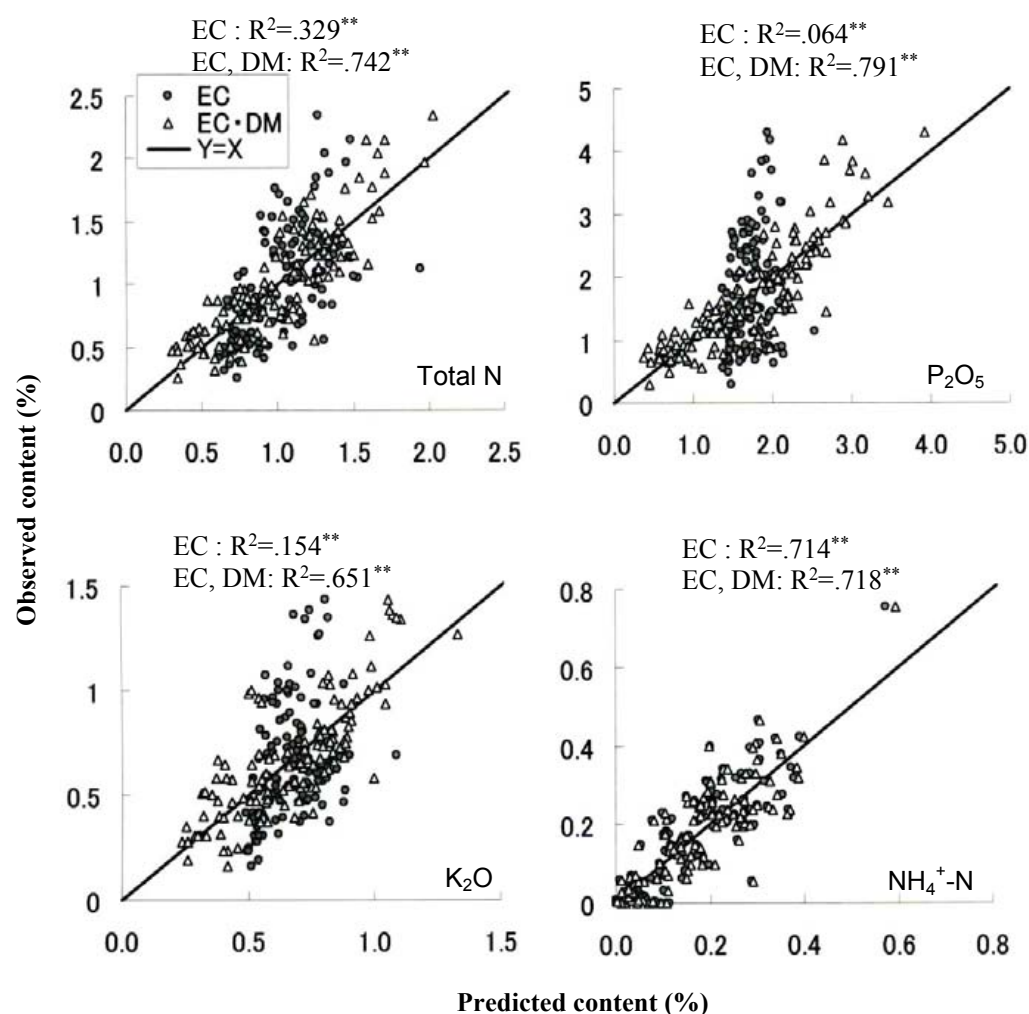 EC : R²=.329**
EC, DM: R²=.742**
EC
EC・DM
Y=X
2.5
2
1.5
1
0.5
0
Total N
0.0 0.5 1.0 1.5 2.0 2.5
EC : R²=.064**
EC, DM: R²=.791**
5
4
3
2
1
0
P₂O₅
0.0 1.0 2.0 3.0 4.0 5.0
Observed content (%)
EC : R²=.154**
EC, DM: R²=.651**
1.5
1
0.5
0
K₂O
0.0 0.5 1.0 1.5
EC : R²=.714**
EC, DM: R²=.718**
0.8
0.6
0.4
0.2
0
NH₄⁺-N
0.0 0.2 0.4 0.6 0.8
Predicted content (%)